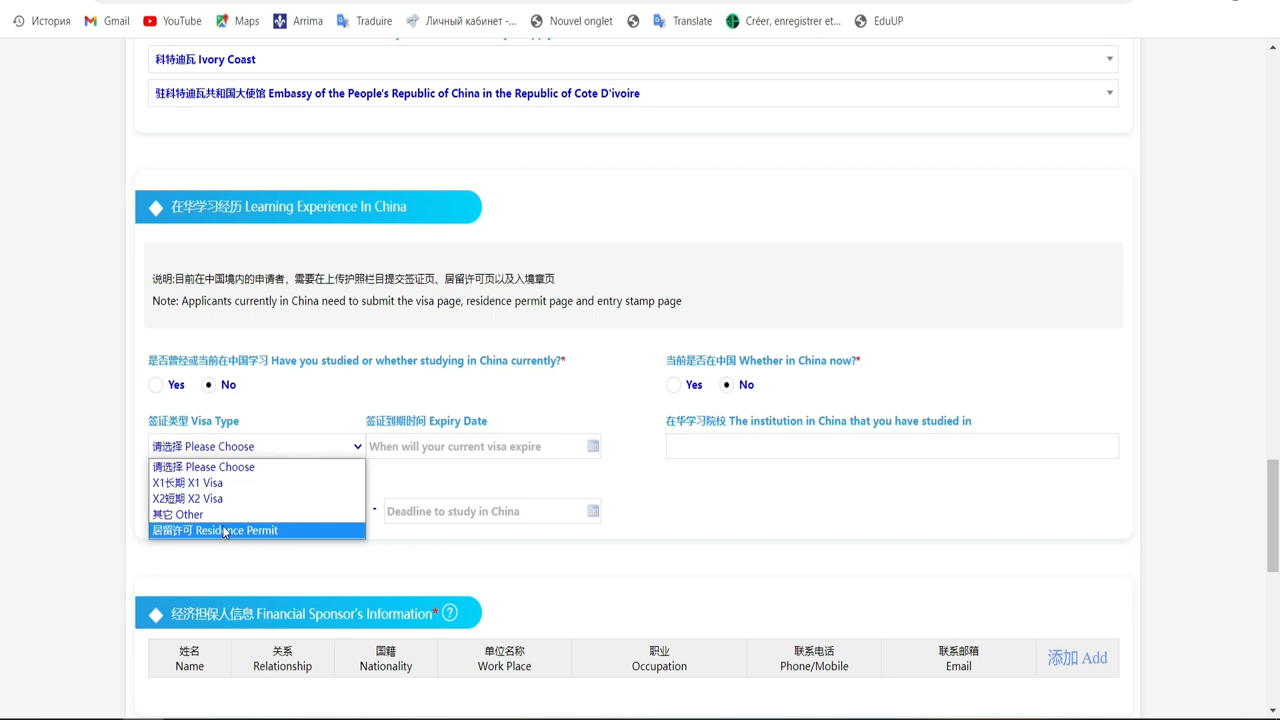 История Gmail YouTube Maps Arrima Traduire Личный кабинет -... Nouvel onglet Translate Créer, enregistrer et... EduUP
科特迪瓦 Ivory Coast
驻科特迪瓦共和国大使馆 Embassy of the People's Republic of China in the Republic of Cote D'ivoire
在华学习经历 Learning Experience In China
说明:目前在中国境内的申请者，需要在上传护照栏目提交签证页、居留许可页以及入境章页
Note: Applicants currently in China need to submit the visa page, residence permit page and entry stamp page
是否曾经或当前在中国学习 Have you studied or whether studying in China currently?* 当前是否在中国 Whether in China now?*
Yes No Yes No
签证类型 Visa Type 签证到期时间 Expiry Date 在华学习院校 The institution in China that you have studied in
请选择 Please Choose When will your current visa expire
请选择 Please Choose
X1长期 X1 Visa
X2短期 X2 Visa
其它 Other
- Deadline to study in China
居留许可 Residence Permit
经济担保人信息 Financial Sponsor's Information* ?
姓名 关系 国籍 单位名称 职业 联系电话 联系邮箱 添加 Add
Name Relationship Nationality Work Place Occupation Phone/Mobile Email